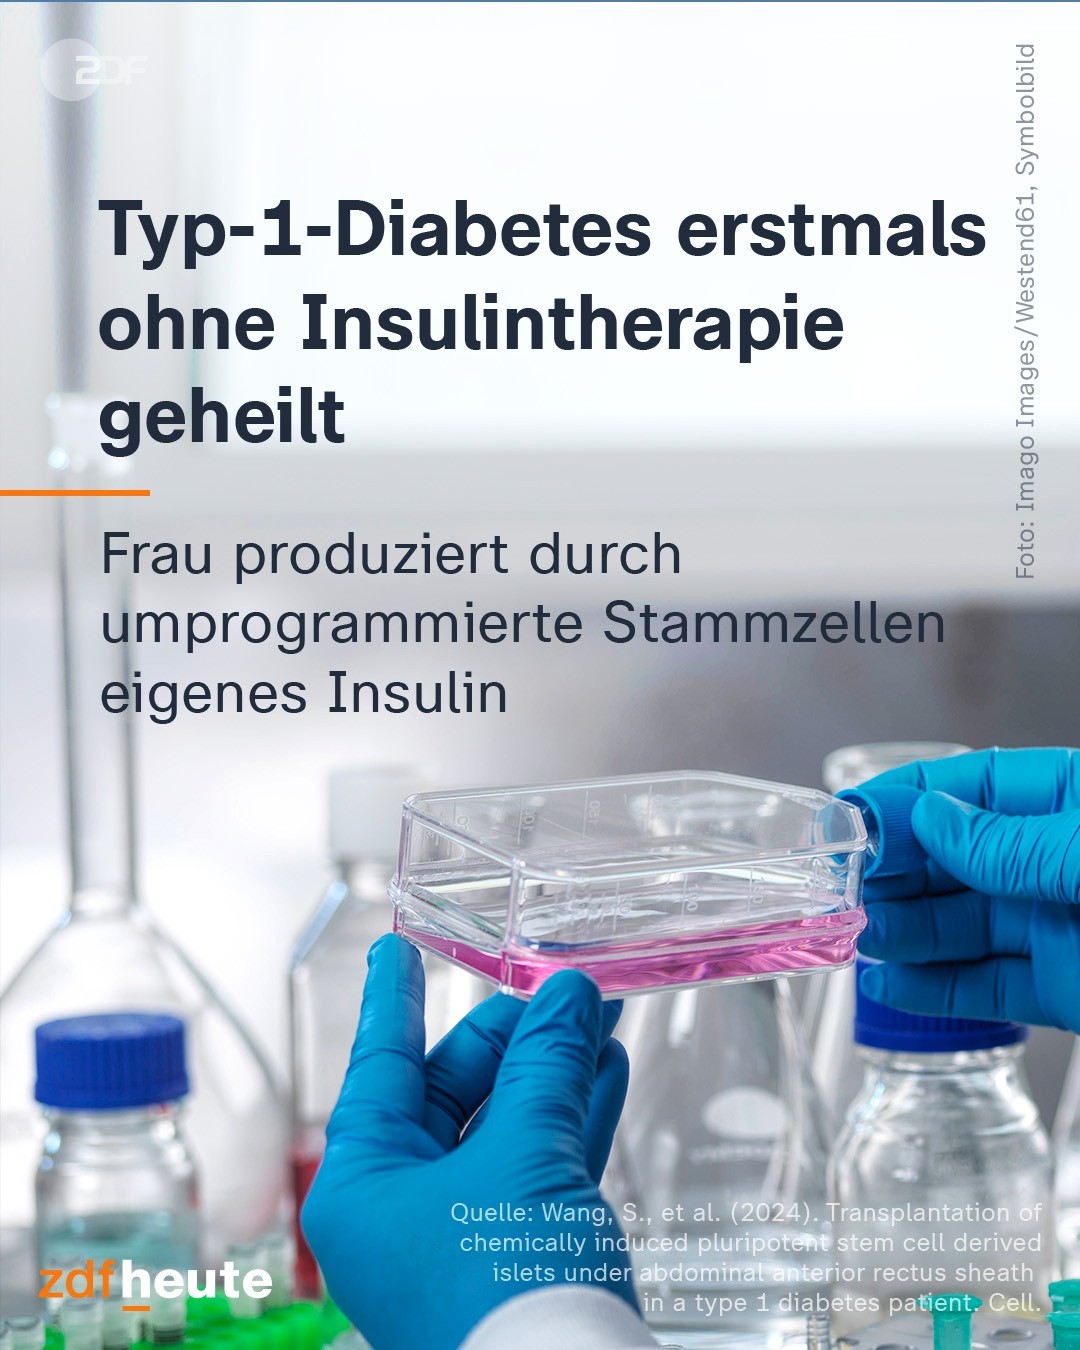 ZDF
Foto: Imago Images/Westend61, Symbolbild
Typ-1-Diabetes erstmals
ohne Insulintherapie
geheilt
Frau produziert durch
umprogrammierte Stammzellen
eigenes Insulin
Quelle: Wang, S., et al. (2024). Transplantation of
chemically induced pluripotent stem cell derived
islets under abdominal anterior rectus sheath
in a type 1 diabetes patient. Cell.
zdfheute